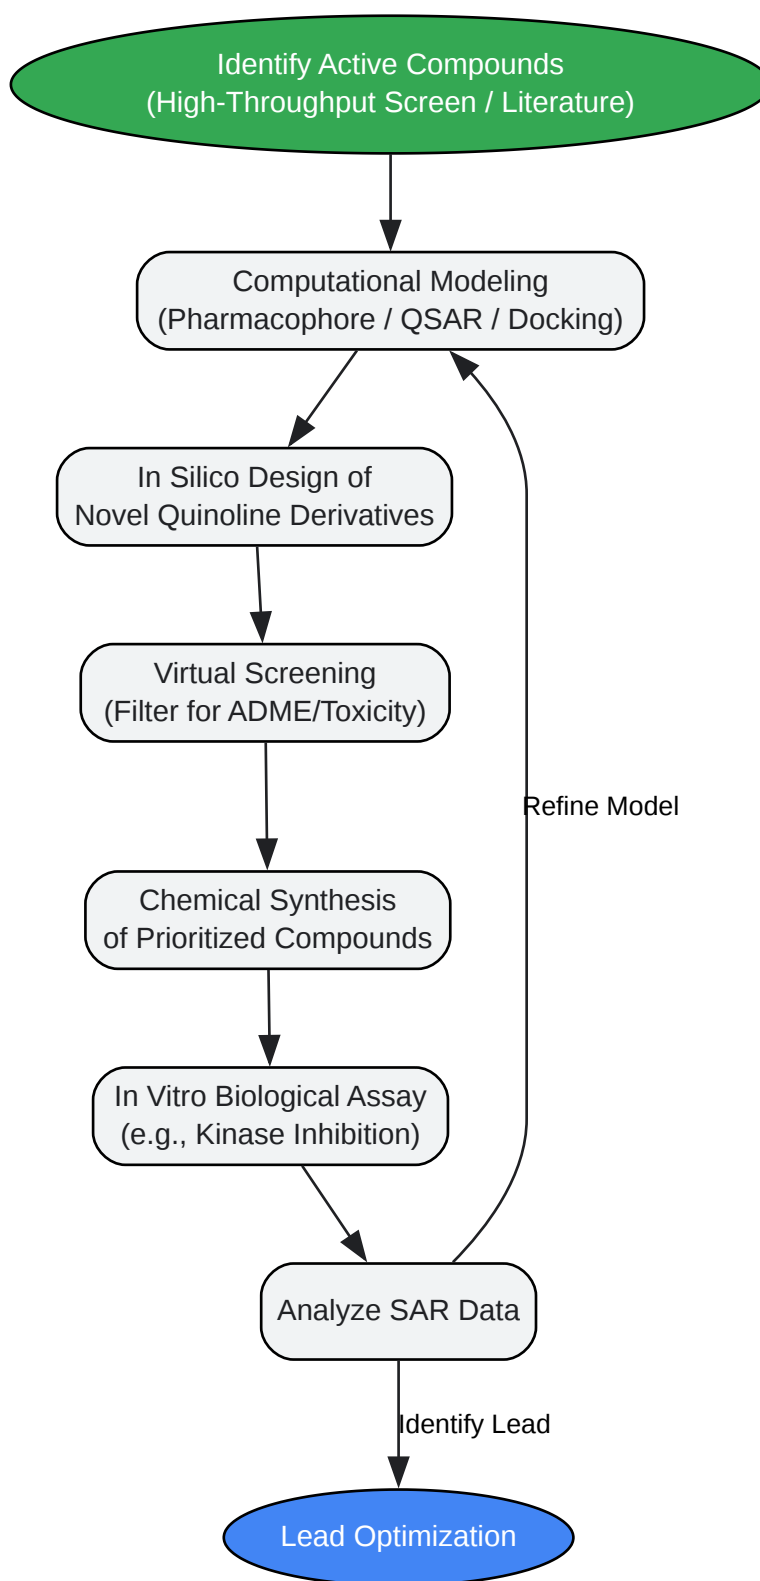 Identify Active Compounds
(High-Throughput Screen / Literature)
Computational Modeling
(Pharmacophore / QSAR / Docking)
In Silico Design of
Novel Quinoline Derivatives
Virtual Screening
(Filter for ADME/Toxicity)
Refine Model
Chemical Synthesis
of Prioritized Compounds
In Vitro Biological Assay
(e.g., Kinase Inhibition)
Analyze SAR Data
Identify Lead
Lead Optimization